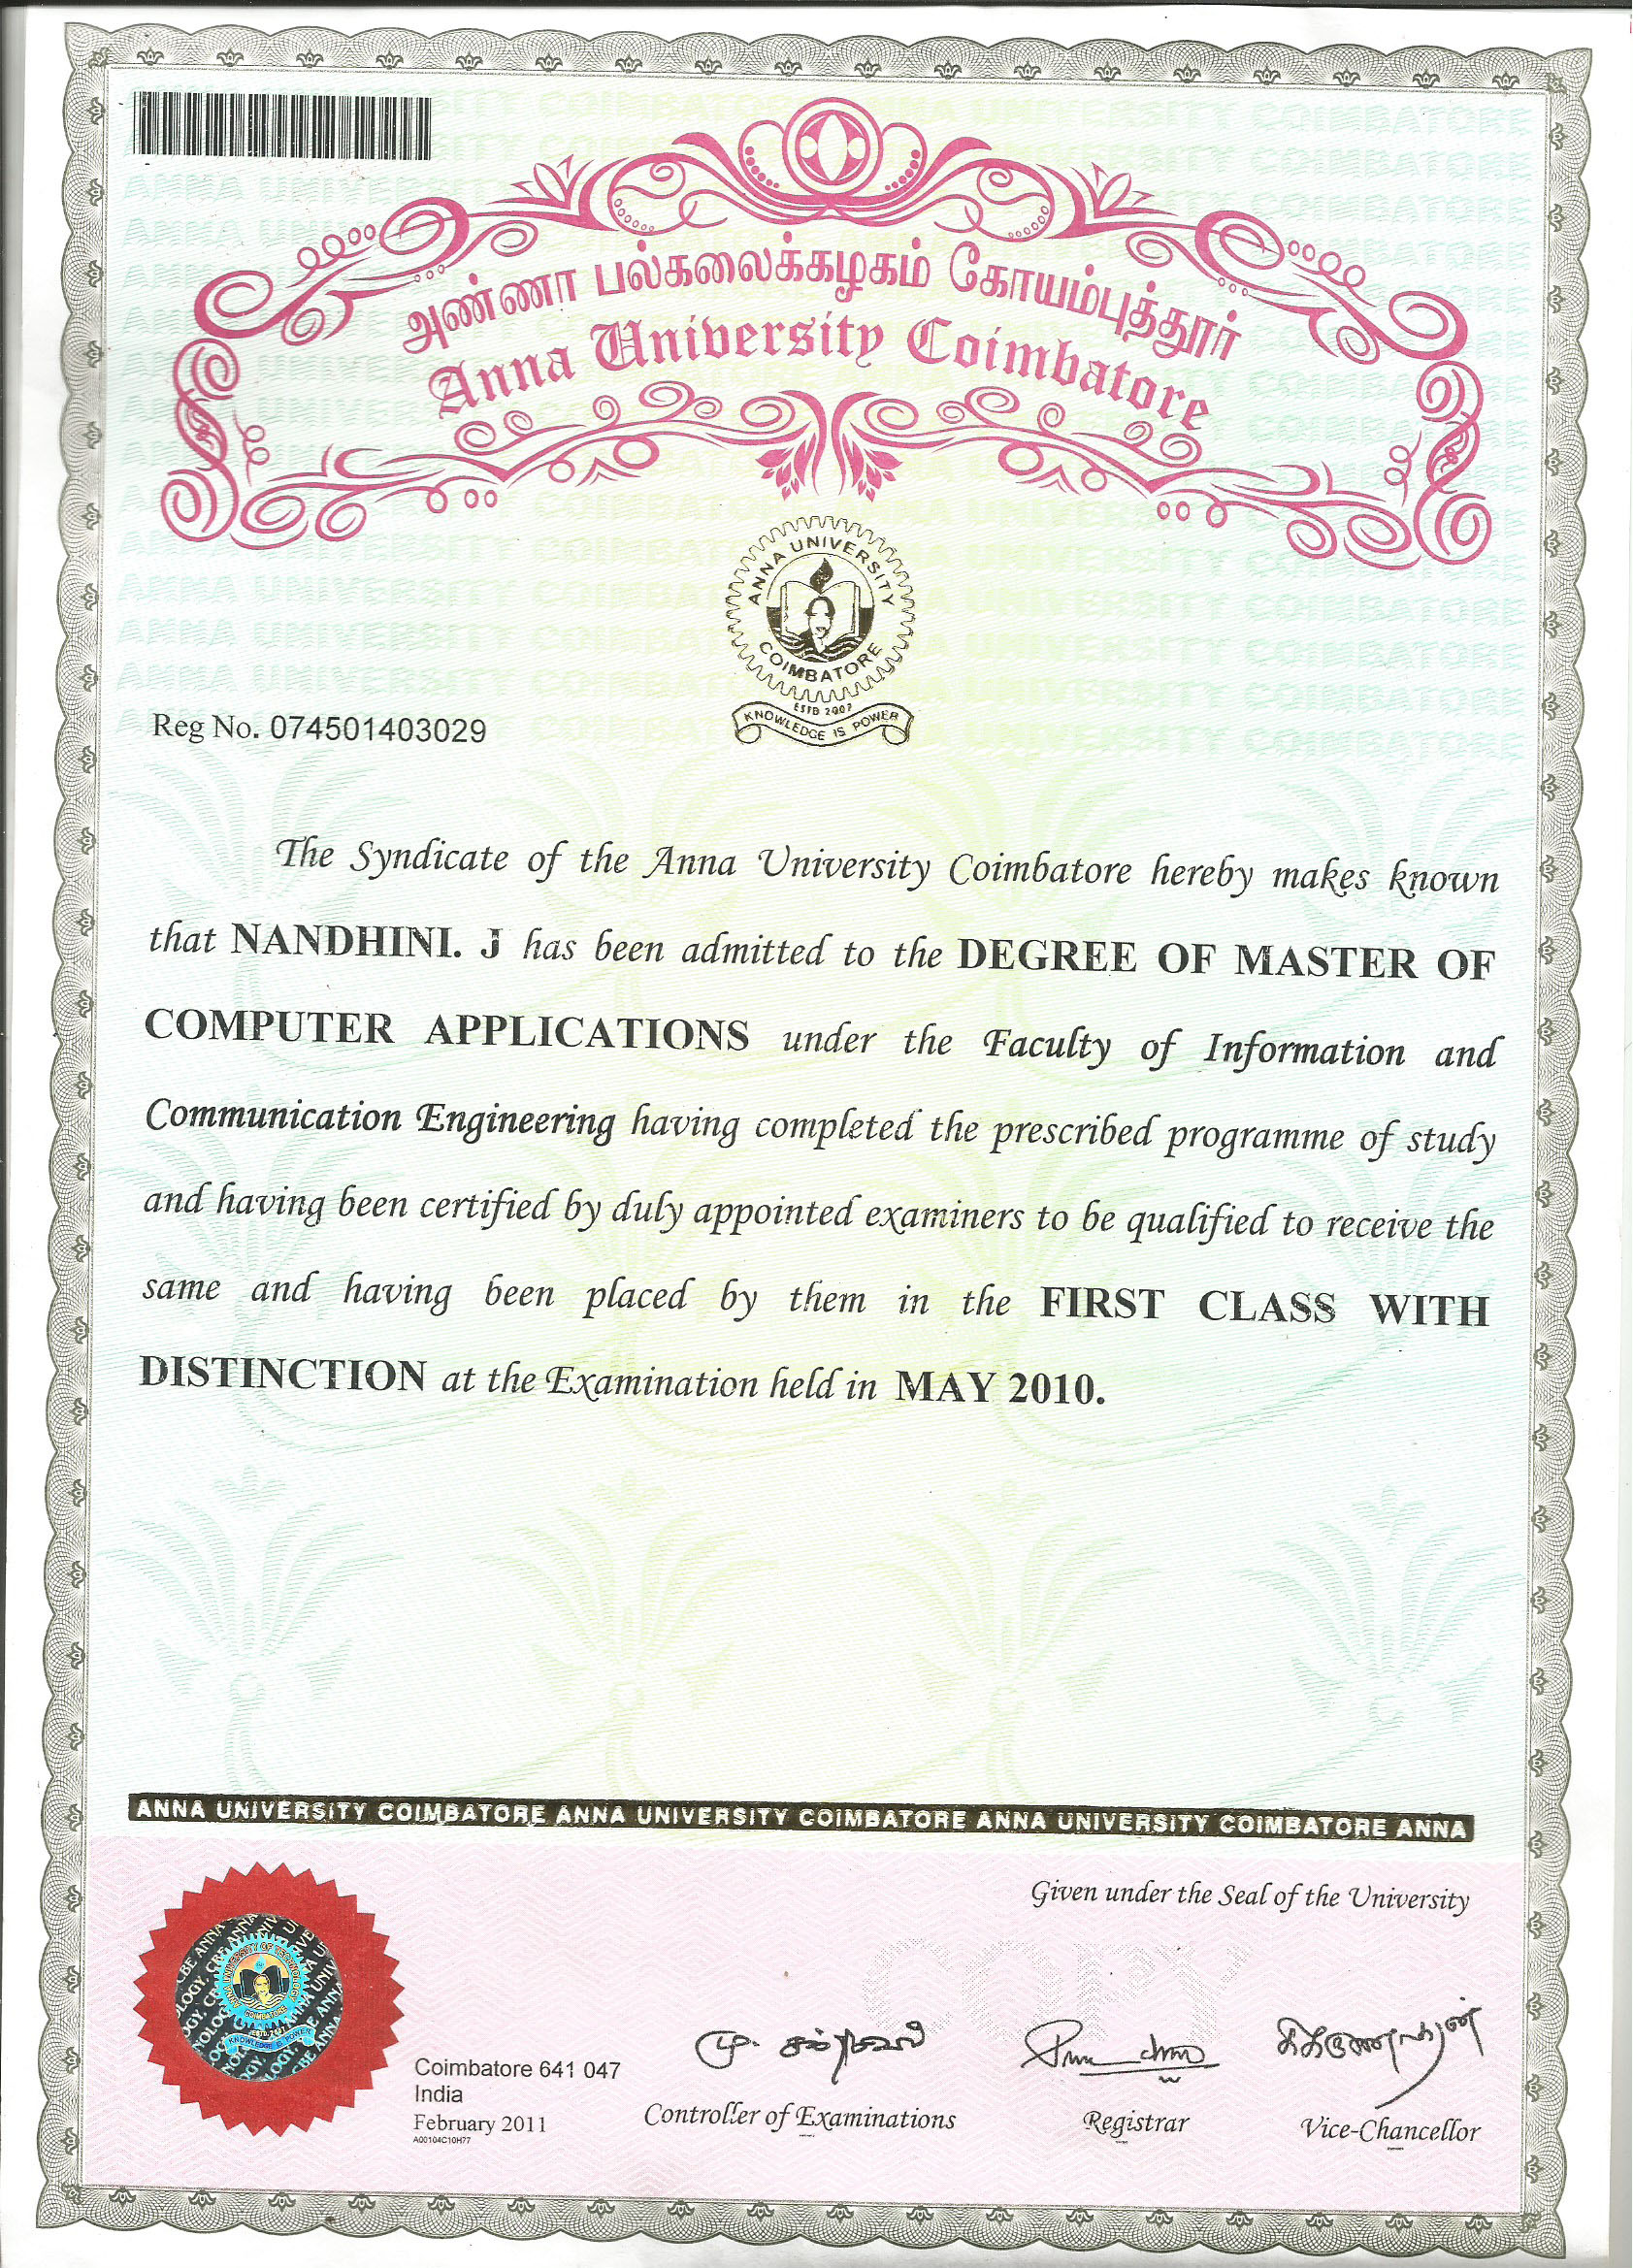 அண்ணா பல்கலைக்கழகம் கோயம்புத்தூர்
Anna University Coimbatore
ANNA UNIVERSITY
COIMBATORE
ESTD 2007
KNOWLEDGE IS POWER
Reg No. 074501403029
The Syndicate of the Anna University Coimbatore hereby makes known
that NANDHINI. J has been admitted to the DEGREE OF MASTER OF
COMPUTER APPLICATIONS under the Faculty of Information and
Communication Engineering having completed the prescribed programme of study
and having been certified by duly appointed examiners to be qualified to receive the
same and having been placed by them in the FIRST CLASS WITH
DISTINCTION at the Examination held in MAY 2010.
ANNA UNIVERSITY COIMBATORE ANNA UNIVERSITY COIMBATORE ANNA UNIVERSITY COIMBATORE ANNA
Given under the Seal of the University
COPY
Coimbatore 641 047
India
February 2011
A00104C10H77
Controller of Examinations
Registrar
Vice-Chancellor